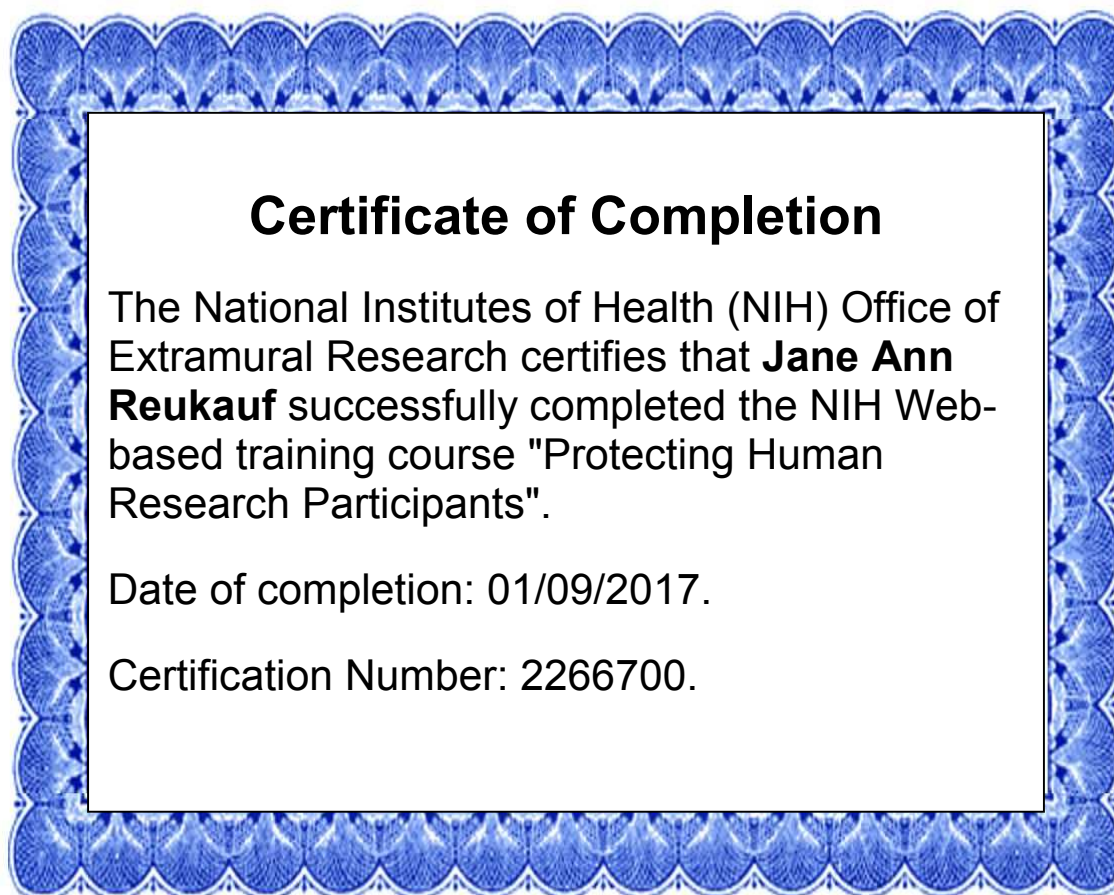 Certificate of Completion
The National Institutes of Health (NIH) Office of
Extramural Research certifies that Jane Ann
Reukauf successfully completed the NIH Web-
based training course "Protecting Human
Research Participants".
Date of completion: 01/09/2017.
Certification Number: 2266700.